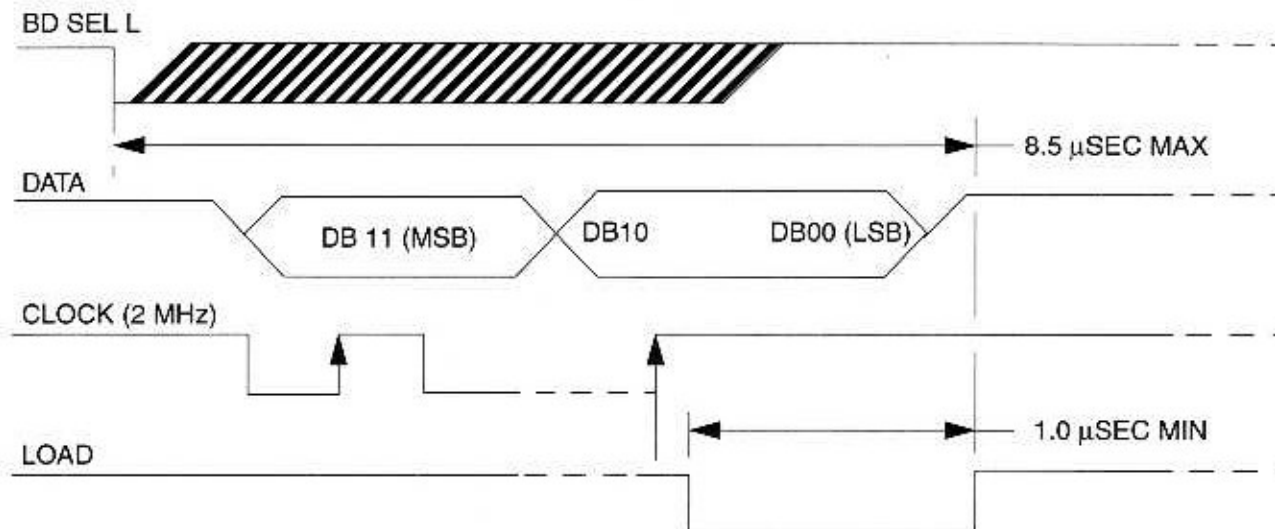 BD SEL L
8.5 μSEC MAX
DATA
DB 11 (MSB)
DB10
DB00 (LSB)
CLOCK (2 MHz)
1.0 μSEC MIN
LOAD